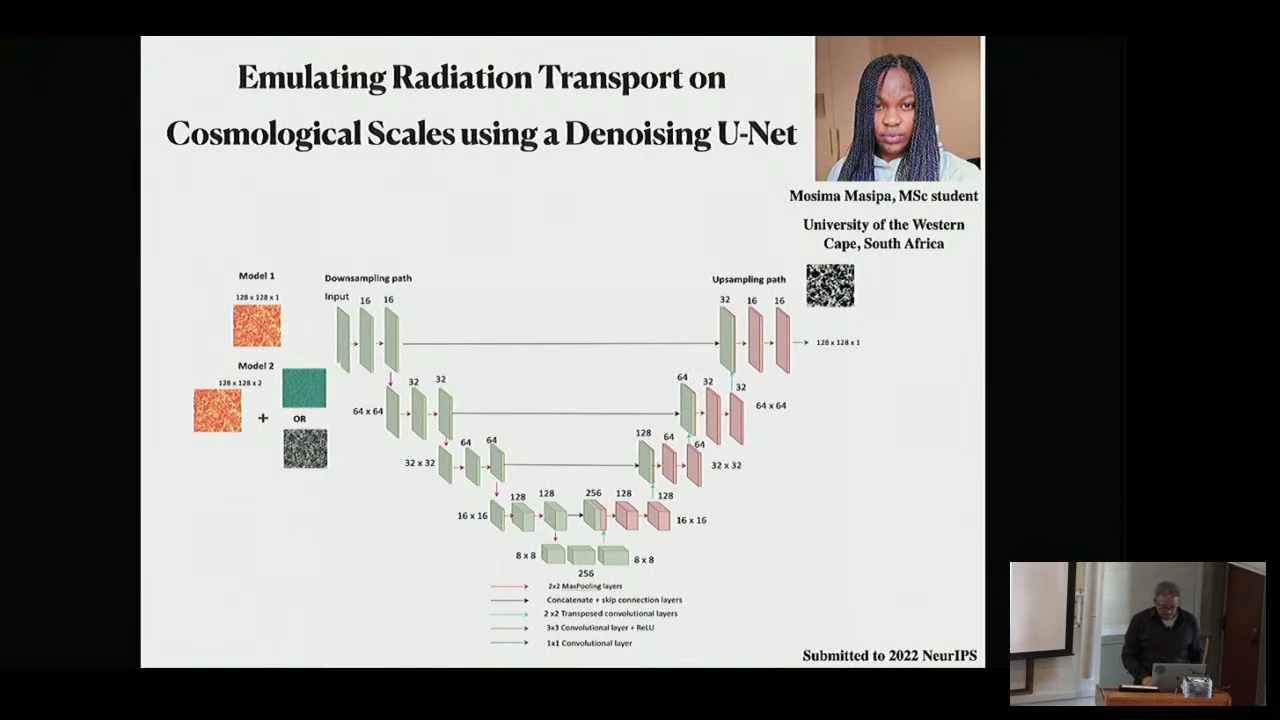 Emulating Radiation Transport on
Cosmological Scales using a Denoising U-Net
Mosima Masipa, MSc student
University of the Western
Cape, South Africa
Model 1
128 x 128 x 1
Model 2
128 x 128 x 2
+
OR
Downsampling path
Input 16 16
Upsampling path
32 16 16
128 x 128 x 1
64 x 64
32 32
64 32 32
64 x 64
32 x 32
64 64
128 64 64
32 x 32
16 x 16
128 128 256 128 128
16 x 16
8 x 8
8 x 8
256
2x2 MaxPooling layers
Concatenate + skip connection layers
2 x2 Transposed convolutional layers
3x3 Convolutional layer + ReLU
1x1 Convolutional layer
Submitted to 2022 NeurIPS